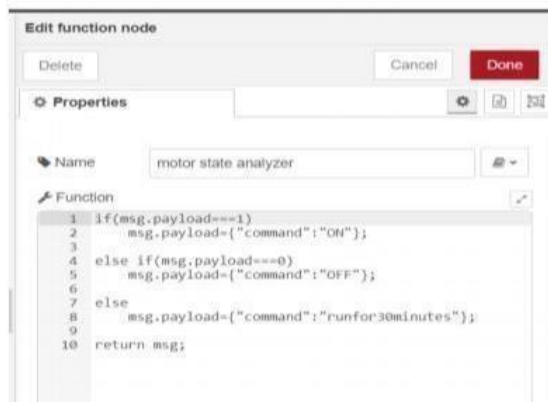 Edit function node
Delete
Cancel
Done
Properties
Name
motor state analyzer
Function
1 if(msg.payload===1)
2 msg.payload={"command":"ON"};
3
4 else if(msg.payload===0)
5 msg.payload={"command":"OFF"};
6
7 else
8 msg.payload={"command":"runfor30minutes"};
9
10 return msg;